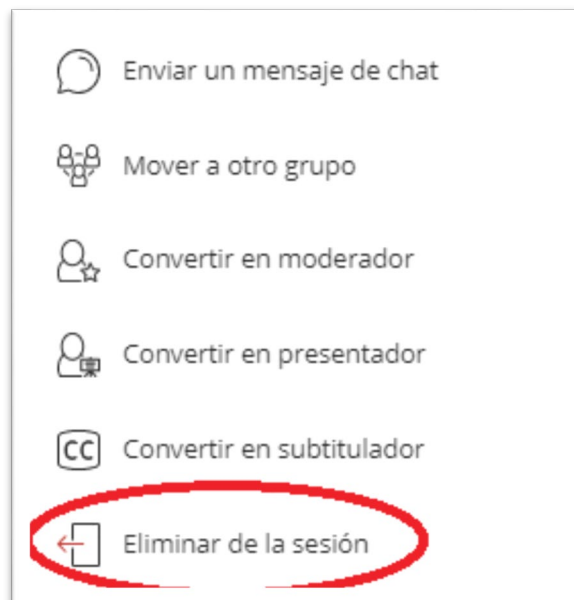 Enviar un mensaje de chat
Mover a otro grupo
Convertir en moderador
Convertir en presentador
CC Convertir en subtitulador
Eliminar de la sesión